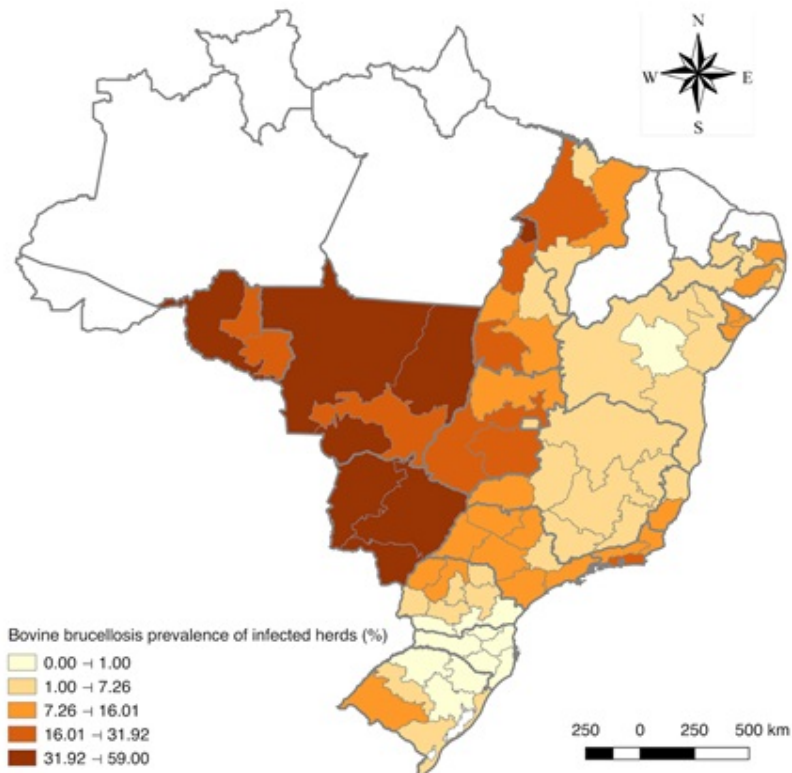 N
W E
S
Bovine brucellosis prevalence of infected herds (%)
0.00 ⊣ 1.00
1.00 ⊣ 7.26
7.26 ⊣ 16.01
16.01 ⊣ 31.92
31.92 ⊣ 59.00
250 0 250 500 km